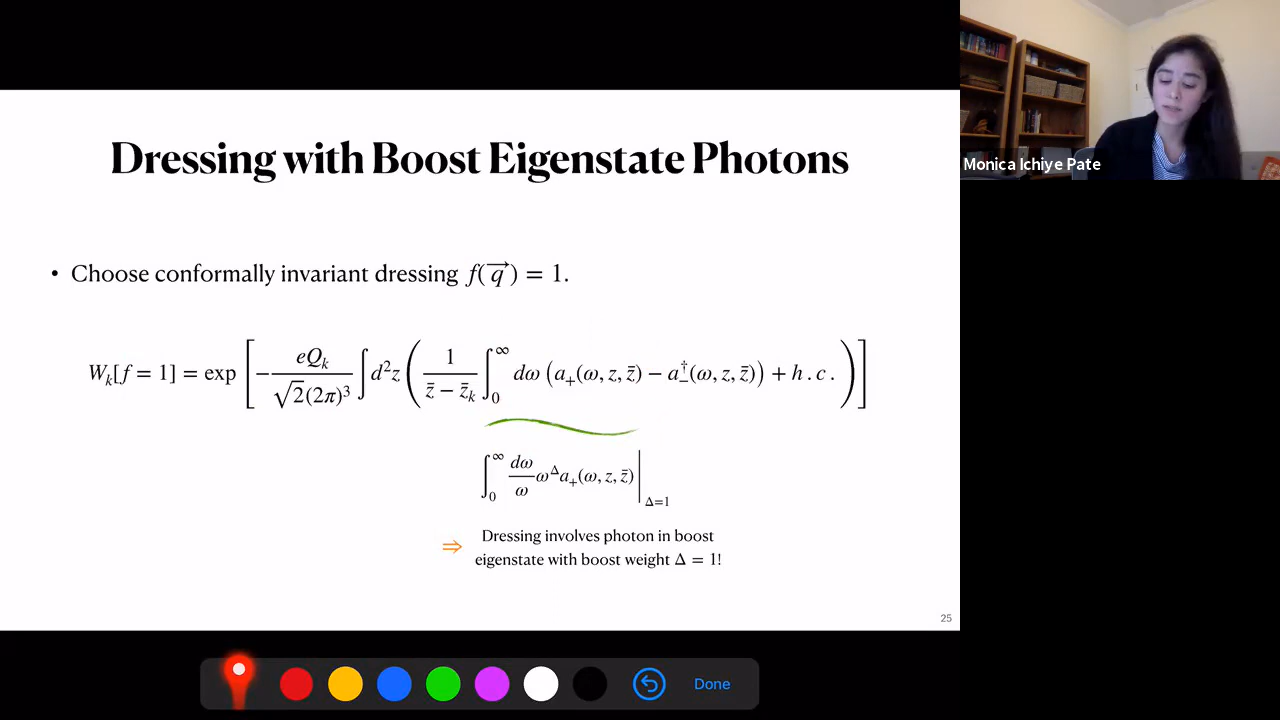 Dressing with Boost Eigenstate Photons
Monica Ichiye Pate
• Choose conformally invariant dressing f(q⃗) = 1.
W_k[f = 1] = exp [ − eQ_k / √2(2π)³ ∫ d²z ( 1 / (z̄ − z̄_k) ∫_0^∞ dω (a_+(ω, z, z̄) − a_−^†(ω, z, z̄)) + h.c. ) ]
∫_0^∞ dω/ω ω^Δ a_+(ω, z, z̄) |_{Δ=1}
⇒ Dressing involves photon in boost
eigenstate with boost weight Δ = 1!
25
Done